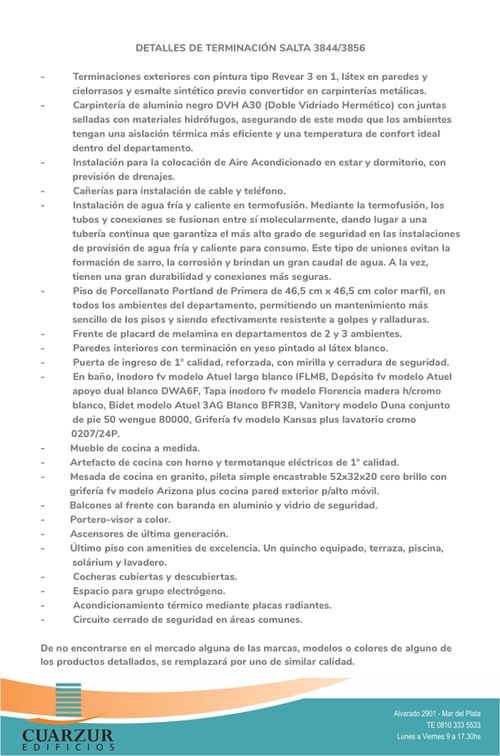 DETALLES DE TERMINACIÓN SALTA 3844/3856
- Terminaciones exteriores con pintura tipo Revear 3 en 1, látex en paredes y
cielorrasos y esmalte sintético previo convertidor en carpinterías metálicas.
- Carpintería de aluminio negro DVH A30 (Doble Vidriado Hermético) con juntas
selladas con materiales hidrófugos, asegurando de este modo que los ambientes
tengan una aislación térmica más eficiente y una temperatura de confort ideal
dentro del departamento.
- Instalación para la colocación de Aire Acondicionado en estar y dormitorio, con
previsión de drenajes.
- Cañerías para instalación de cable y teléfono.
- Instalación de agua fría y caliente en termofusión. Mediante la termofusión, los
tubos y conexiones se fusionan entre sí molecularmente, dando lugar a una
tubería continua que garantiza el más alto grado de seguridad en las instalaciones
de provisión de agua fría y caliente para consumo. Este tipo de uniones evitan la
formación de sarro, la corrosión y brindan un gran caudal de agua. A la vez,
tienen una gran durabilidad y conexiones más seguras.
- Piso de Porcellanato Portland de Primera de 46,5 cm x 46,5 cm color marfil, en
todos los ambientes del departamento, permitiendo un mantenimiento más
sencillo de los pisos y siendo efectivamente resistente a golpes y ralladuras.
- Frente de placard de melamina en departamentos de 2 y 3 ambientes.
- Paredes interiores con terminación en yeso pintado al látex blanco.
- Puerta de ingreso de 1° calidad, reforzada, con mirilla y cerradura de seguridad.
- En baño, Inodoro fv modelo Atuel largo blanco IFLMB, Depósito fv modelo Atuel
apoyo dual blanco DWA6F, Tapa inodoro fv modelo Florencia madera h/cromo
blanco, Bidet modelo Atuel 3AG Blanco BFR3B, Vanitory modelo Duna conjunto
de pie 50 wengue 80000, Grifería fv modelo Kansas plus lavatorio cromo
0207/24P.
- Mueble de cocina a medida.
- Artefacto de cocina con horno y termotanque eléctricos de 1° calidad.
- Mesada de cocina en granito, pileta simple encastrable 52x32x20 cero brillo con
grifería fv modelo Arizona plus cocina pared exterior p/alto móvil.
- Balcones al frente con baranda en aluminio y vidrio de seguridad.
- Portero-visor a color.
- Ascensores de última generación.
- Último piso con amenities de excelencia. Un quincho equipado, terraza, piscina,
solárium y lavadero.
- Cocheras cubiertas y descubiertas.
- Espacio para grupo electrógeno.
- Acondicionamiento térmico mediante placas radiantes.
- Circuito cerrado de seguridad en áreas comunes.
De no encontrarse en el mercado alguna de las marcas, modelos o colores de alguno de
los productos detallados, se remplazará por uno de similar calidad.
CUARZUR
EDIFICIOS
Alvarado 2901 - Mar del Plata
TE 0810 333 5533
Lunes a Viernes 9 a 17.30hs